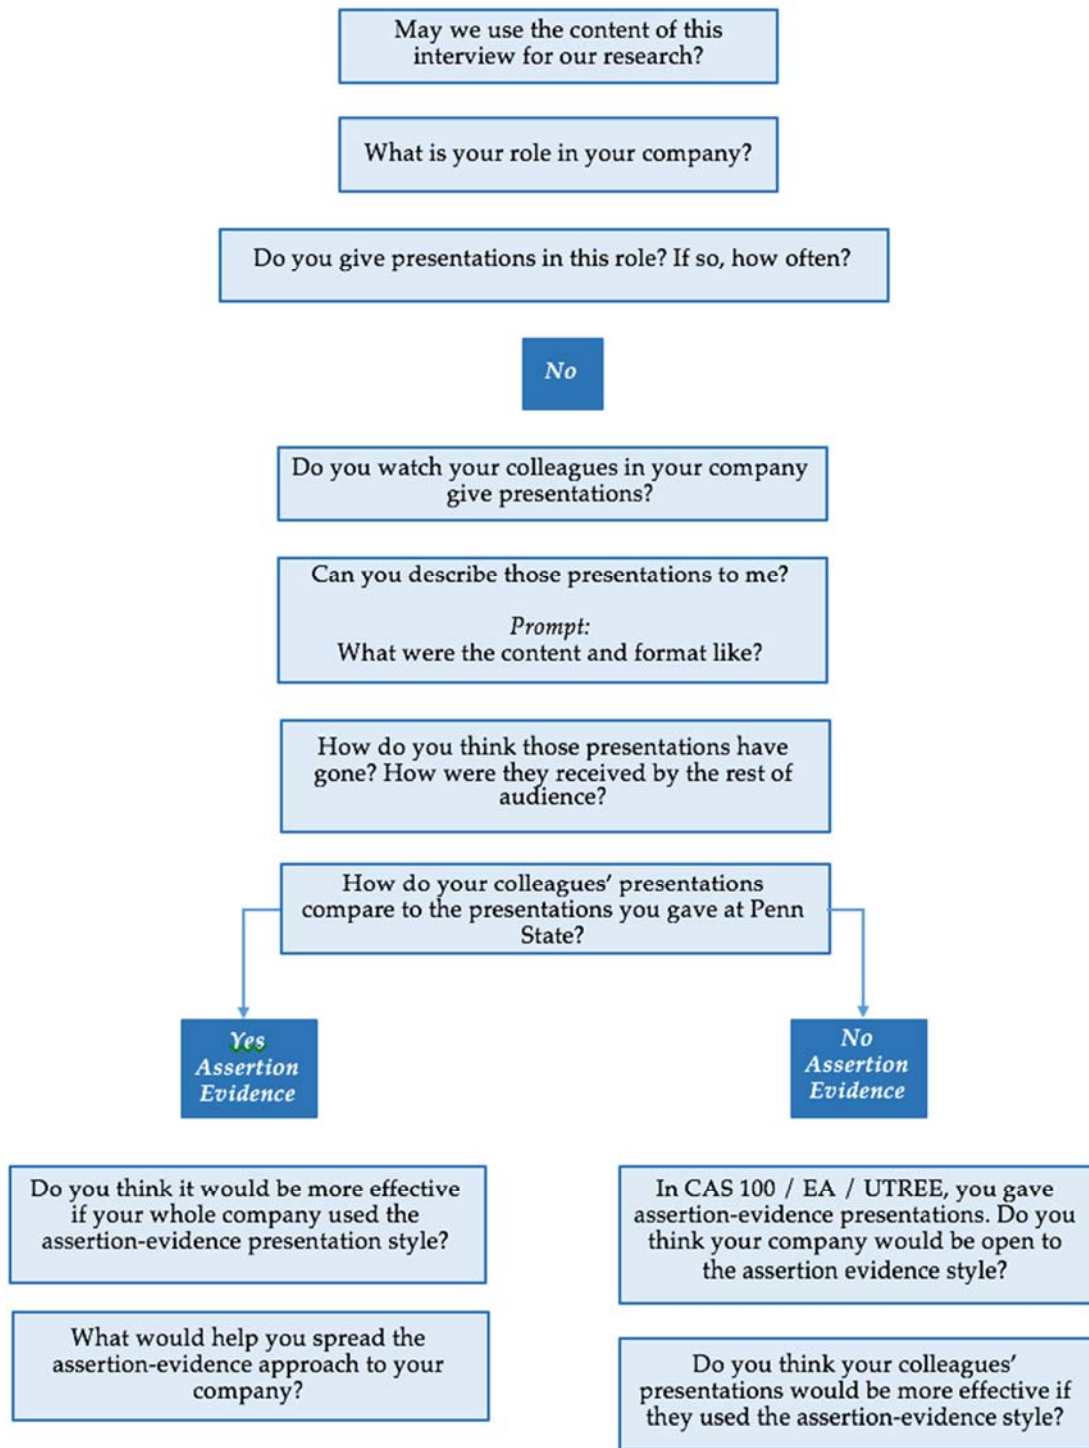 May we use the content of this
interview for our research?
What is your role in your company?
Do you give presentations in this role? If so, how often?
No
Do you watch your colleagues in your company
give presentations?
Can you describe those presentations to me?
Prompt:
What were the content and format like?
How do you think those presentations have
gone? How were they received by the rest of
audience?
How do your colleagues' presentations
compare to the presentations you gave at Penn
State?
Yes
Assertion
Evidence
No
Assertion
Evidence
Do you think it would be more effective
if your whole company used the
assertion-evidence presentation style?
What would help you spread the
assertion-evidence approach to your
company?
In CAS 100 / EA / UTREE, you gave
assertion-evidence presentations. Do you
think your company would be open to
the assertion evidence style?
Do you think your colleagues'
presentations would be more effective if
they used the assertion-evidence style?